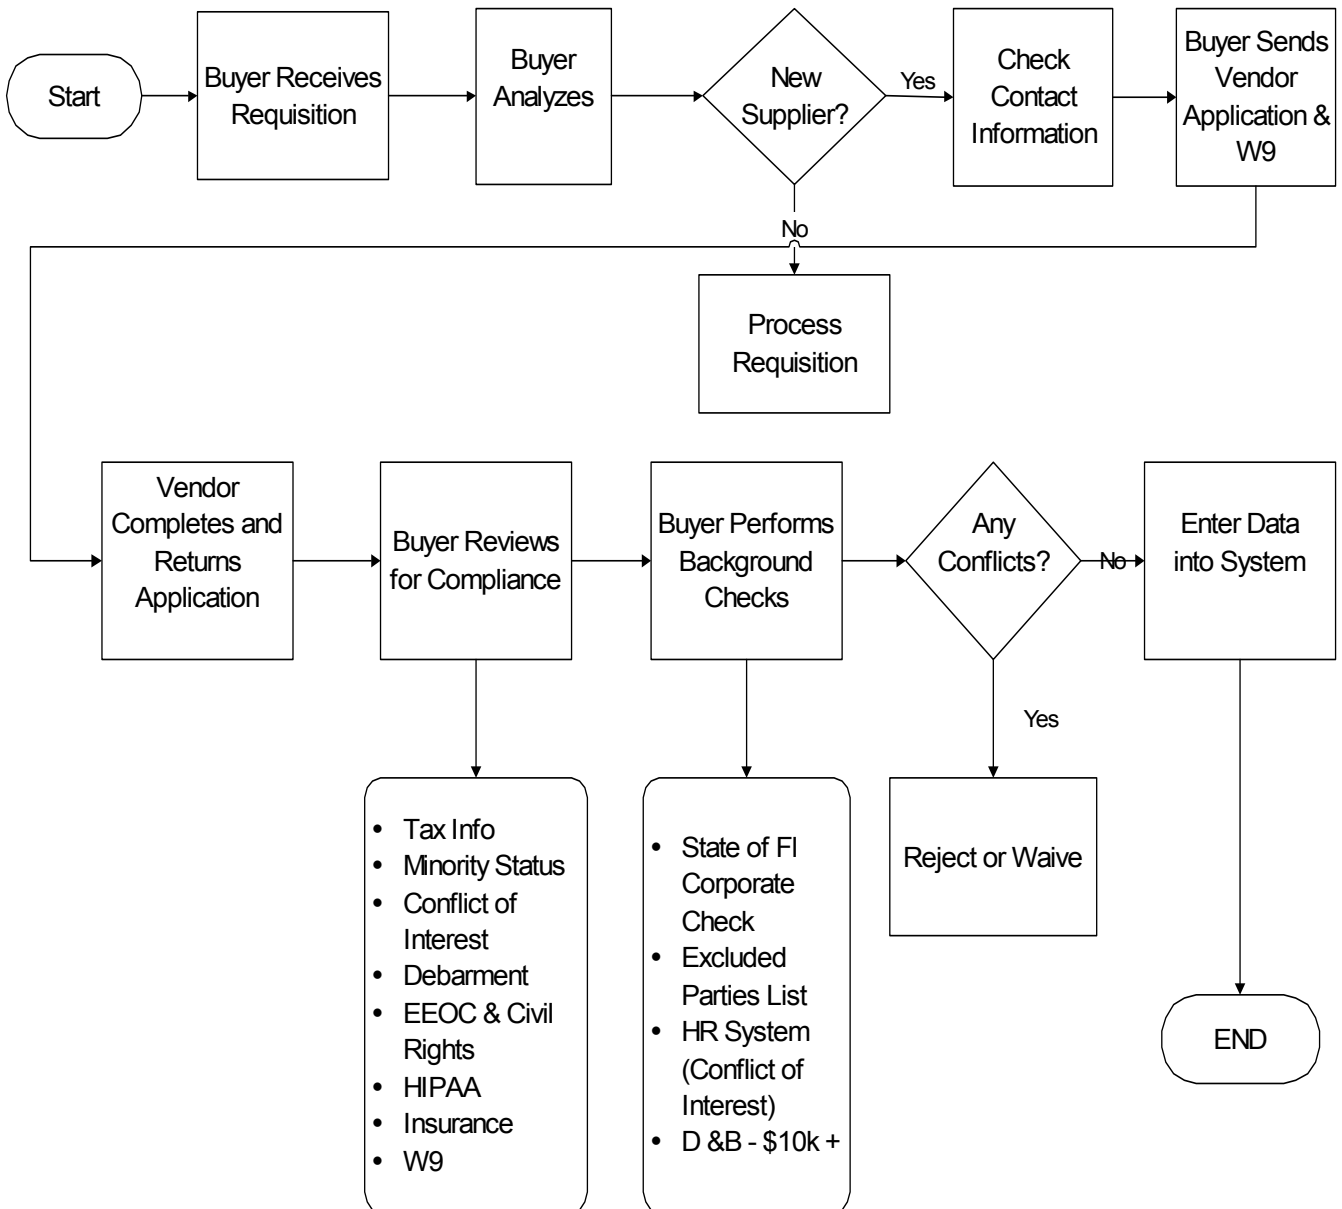 Start
Buyer Receives
Requisition
Buyer
Analyzes
New
Supplier?
Yes
Check
Contact
Information
Buyer Sends
Vendor
Application &
W9
No
Process
Requisition
Vendor
Completes and
Returns
Application
Buyer Reviews
for Compliance
Buyer Performs
Background
Checks
Any
Conflicts?
No
Enter Data
into System
Yes
• Tax Info
• Minority Status
• Conflict of
Interest
• Debarment
• EEOC & Civil
Rights
• HIPAA
• Insurance
• W9
• State of Fl
Corporate
Check
• Excluded
Parties List
• HR System
(Conflict of
Interest)
• D &B - $10k +
Reject or Waive
END